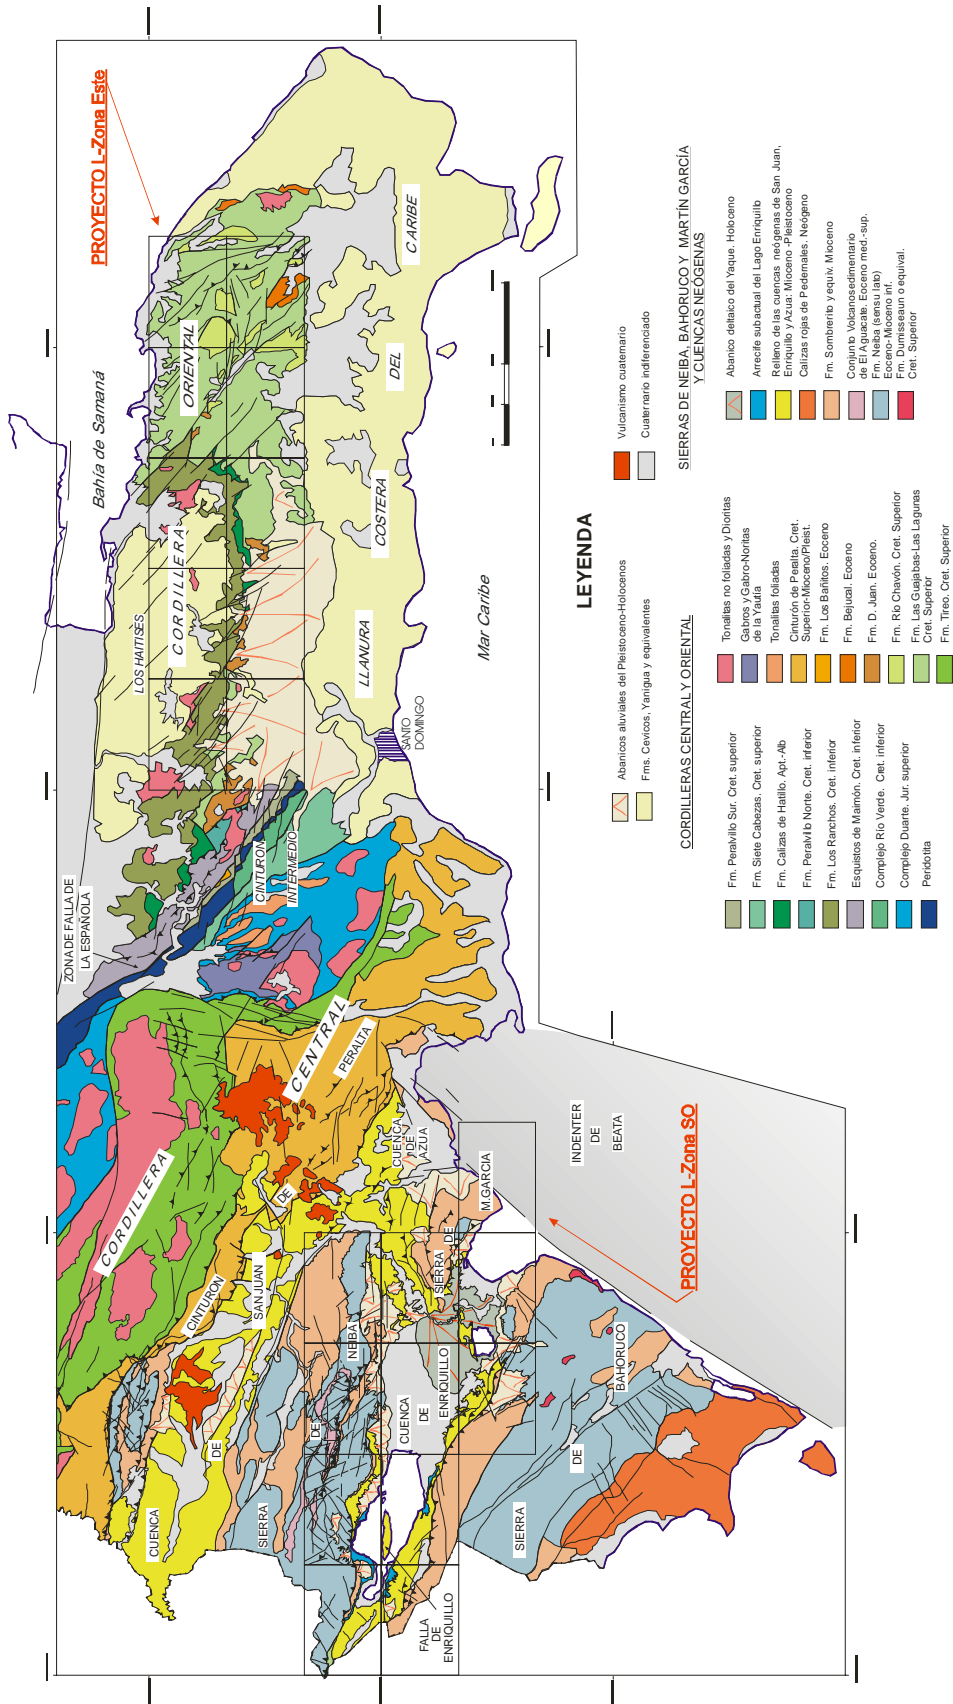 PROYECTO L-Zona Este
Bahía de Samaná
LOS HAITISES
CORDILLERA
ORIENTAL
LLANURA
COSTERA
DEL
CARIBE
SANTO
DOMINGO
Mar Caribe
ZONA DE FALLA DE
LA ESPAÑOLA
CINTURON
INTERMEDIO
CORDILLERA
CENTRAL
CINTURON
DE
PERALTA
CUENCA
DE
SAN JUAN
CUENCA
DE
AZUA
SIERRA
DE
NEIBA
SIERRA
DE
M.GARCIA
CUENCA
DE
ENRIQUILLO
FALLA
DE
ENRIQUILLO
SIERRA
DE
BAHORUCO
INDENTER
DE
BEATA
PROYECTO L-Zona SO
LEYENDA
Abanicos aluviales del Pleistoceno-Holocenos
Fms. Cevicos, Yanigua y equivalentes
Vulcanismo cuaternario
Cuaternario indiferenciado
CORDILLERAS CENTRAL Y ORIENTAL
Fm. Peralvillo Sur. Cret. superior
Fm. Siete Cabezas. Cret. superior
Fm. Calizas de Hatillo. Apt.-Alb
Fm. Peralvillo Norte. Cret. inferior
Fm. Los Ranchos. Cret. inferior
Esquistos de Maimón. Cret. inferior
Complejo Río Verde. Cret. inferior
Complejo Duarte. Jur. superior
Peridotita
Tonalitas no foliadas y Dioritas
Gabros y Gabro-Noritas
de la Yautia
Tonalitas foliadas
Cinturón de Peralta. Cret.
Superior-Mioceno/Pleist.
Fm. Los Bañitos. Eoceno
Fm. Bejucal. Eoceno
Fm. D. Juan. Eoceno.
Fm. Río Chavón. Cret. Superior
Fm. Las Guajabas-Las Lagunas
Cret. Superior
Fm. Tireo. Cret. Superior
SIERRAS DE NEIBA, BAHORUCO Y MARTÍN GARCÍA
Y CUENCAS NEÓGENAS
Abanico deltaico del Yaque. Holoceno
Arrecife subactual del Lago Enriquillo
Relleno de las cuencas neógenas de San Juan,
Enriquillo y Azua: Mioceno -Pleistoceno
Calizas rojas de Pedernales. Neógeno
Fm. Sombrerito y equiv. Mioceno
Conjunto Volcanosedimentario
de El Aguacate. Eoceno med.-sup.
Fm. Neiba (sensu lato)
Eoceno-Mioceno inf.
Fm. Dumisseau n o equival.
Cret. Superior